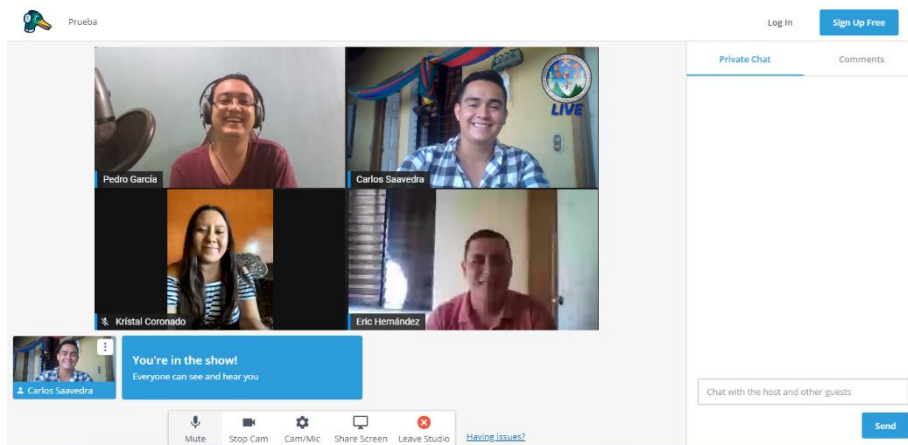 Prueba
Log In
Sign Up Free
Private Chat
Comments
LIVE
Pedro García
Carlos Saavedra
Kristal Coronado
Eric Hernández
Carlos Saavedra
You're in the show!
Everyone can see and hear you
Chat with the host and other guests
Send
Mute
Stop Cam
Cam/Mic
Share Screen
Leave Studio
Having issues?